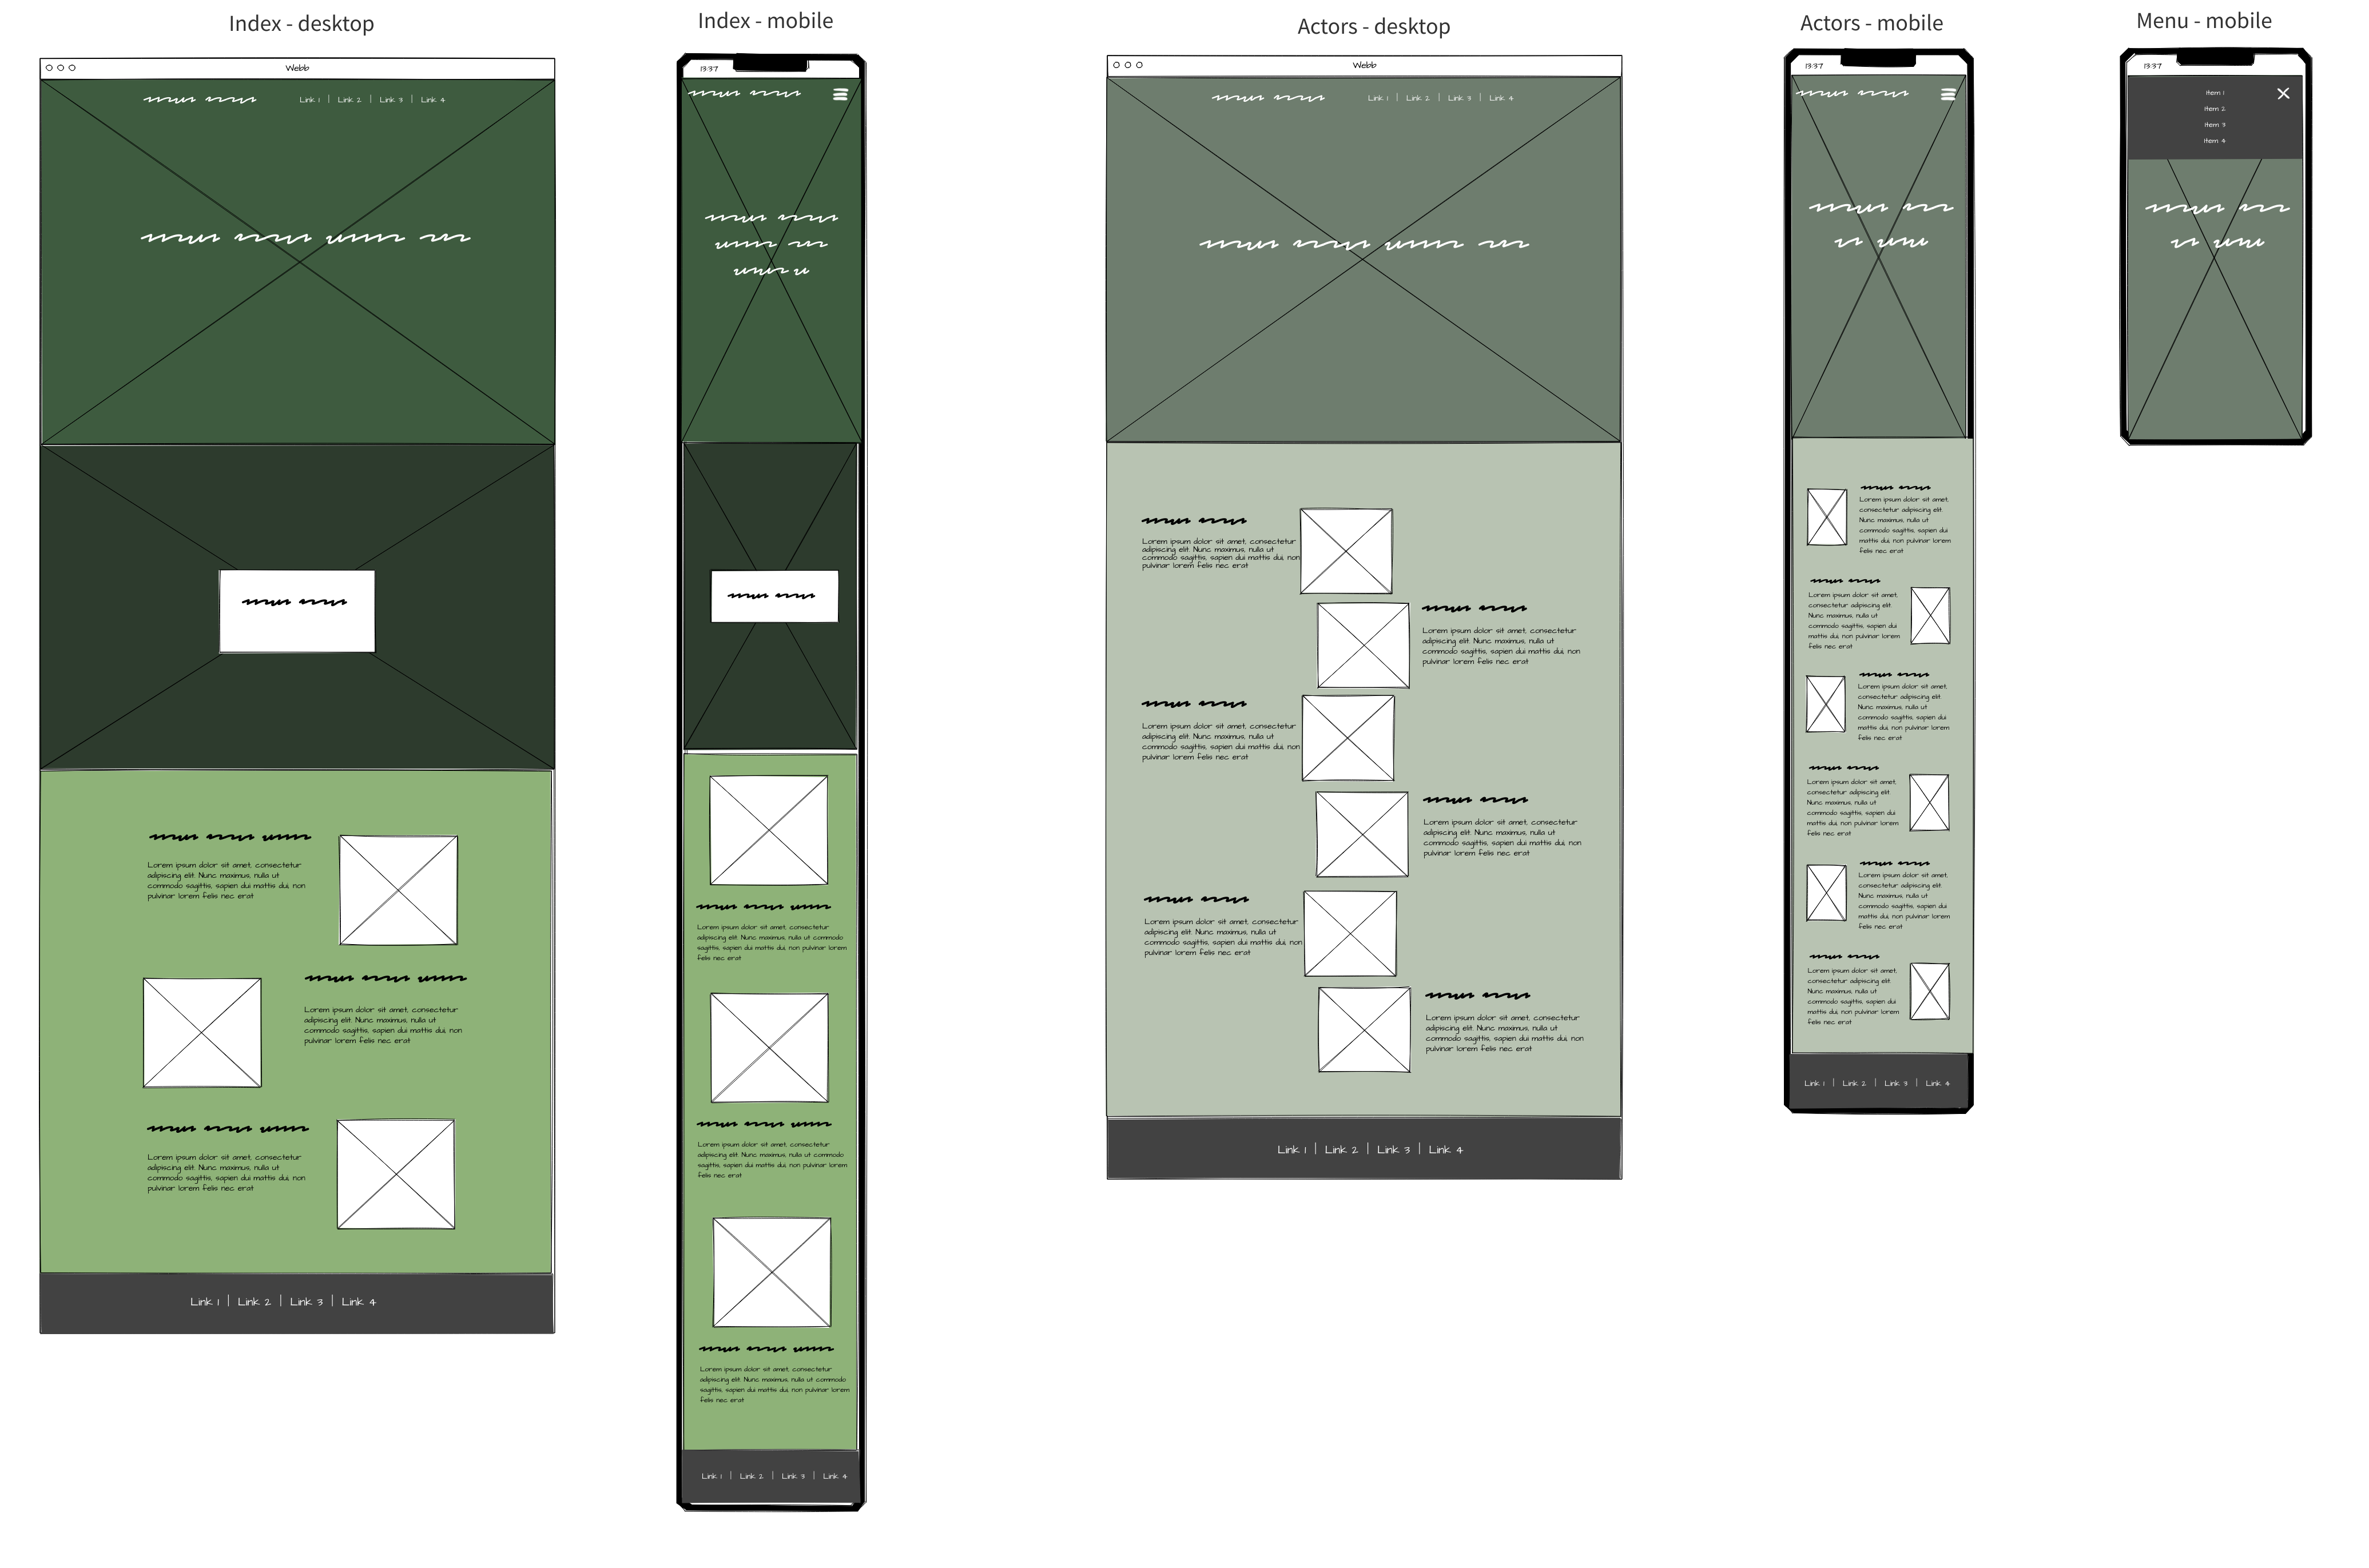 Index - desktop
Webb
Link 1 | Link 2 | Link 3 | Link 4
Lorem ipsum dolor sit amet, consectetur
adipiscing elit. Nunc maximus, nulla ut
commodo sagittis, sapien dui mattis dui, non
pulvinar lorem felis nec erat
Lorem ipsum dolor sit amet, consectetur
adipiscing elit. Nunc maximus, nulla ut
commodo sagittis, sapien dui mattis dui, non
pulvinar lorem felis nec erat
Lorem ipsum dolor sit amet, consectetur
adipiscing elit. Nunc maximus, nulla ut
commodo sagittis, sapien dui mattis dui, non
pulvinar lorem felis nec erat
Link 1 | Link 2 | Link 3 | Link 4
Index - mobile
13:37
Lorem ipsum dolor sit amet, consectetur
adipiscing elit. Nunc maximus, nulla ut commodo
sagittis, sapien dui mattis dui, non pulvinar lorem
felis nec erat
Lorem ipsum dolor sit amet, consectetur
adipiscing elit. Nunc maximus, nulla ut commodo
sagittis, sapien dui mattis dui, non pulvinar lorem
felis nec erat
Lorem ipsum dolor sit amet, consectetur
adipiscing elit. Nunc maximus, nulla ut commodo
sagittis, sapien dui mattis dui, non pulvinar lorem
felis nec erat
Link 1 | Link 2 | Link 3 | Link 4
Actors - desktop
Webb
Link 1 | Link 2 | Link 3 | Link 4
Lorem ipsum dolor sit amet, consectetur
adipiscing elit. Nunc maximus, nulla ut
commodo sagittis, sapien dui mattis dui, non
pulvinar lorem felis nec erat
Lorem ipsum dolor sit amet, consectetur
adipiscing elit. Nunc maximus, nulla ut
commodo sagittis, sapien dui mattis dui, non
pulvinar lorem felis nec erat
Lorem ipsum dolor sit amet, consectetur
adipiscing elit. Nunc maximus, nulla ut
commodo sagittis, sapien dui mattis dui, non
pulvinar lorem felis nec erat
Lorem ipsum dolor sit amet, consectetur
adipiscing elit. Nunc maximus, nulla ut
commodo sagittis, sapien dui mattis dui, non
pulvinar lorem felis nec erat
Lorem ipsum dolor sit amet, consectetur
adipiscing elit. Nunc maximus, nulla ut
commodo sagittis, sapien dui mattis dui, non
pulvinar lorem felis nec erat
Lorem ipsum dolor sit amet, consectetur
adipiscing elit. Nunc maximus, nulla ut
commodo sagittis, sapien dui mattis dui, non
pulvinar lorem felis nec erat
Link 1 | Link 2 | Link 3 | Link 4
Actors - mobile
13:37
Lorem ipsum dolor sit amet,
consectetur adipiscing elit.
Nunc maximus, nulla ut
commodo sagittis, sapien dui
mattis dui, non pulvinar lorem
felis nec erat
Lorem ipsum dolor sit amet,
consectetur adipiscing elit.
Nunc maximus, nulla ut
commodo sagittis, sapien dui
mattis dui, non pulvinar lorem
felis nec erat
Lorem ipsum dolor sit amet,
consectetur adipiscing elit.
Nunc maximus, nulla ut
commodo sagittis, sapien dui
mattis dui, non pulvinar lorem
felis nec erat
Lorem ipsum dolor sit amet,
consectetur adipiscing elit.
Nunc maximus, nulla ut
commodo sagittis, sapien dui
mattis dui, non pulvinar lorem
felis nec erat
Lorem ipsum dolor sit amet,
consectetur adipiscing elit.
Nunc maximus, nulla ut
commodo sagittis, sapien dui
mattis dui, non pulvinar lorem
felis nec erat
Lorem ipsum dolor sit amet,
consectetur adipiscing elit.
Nunc maximus, nulla ut
commodo sagittis, sapien dui
mattis dui, non pulvinar lorem
felis nec erat
Link 1 | Link 2 | Link 3 | Link 4
Menu - mobile
13:37
Item 1
Item 2
Item 3
Item 4